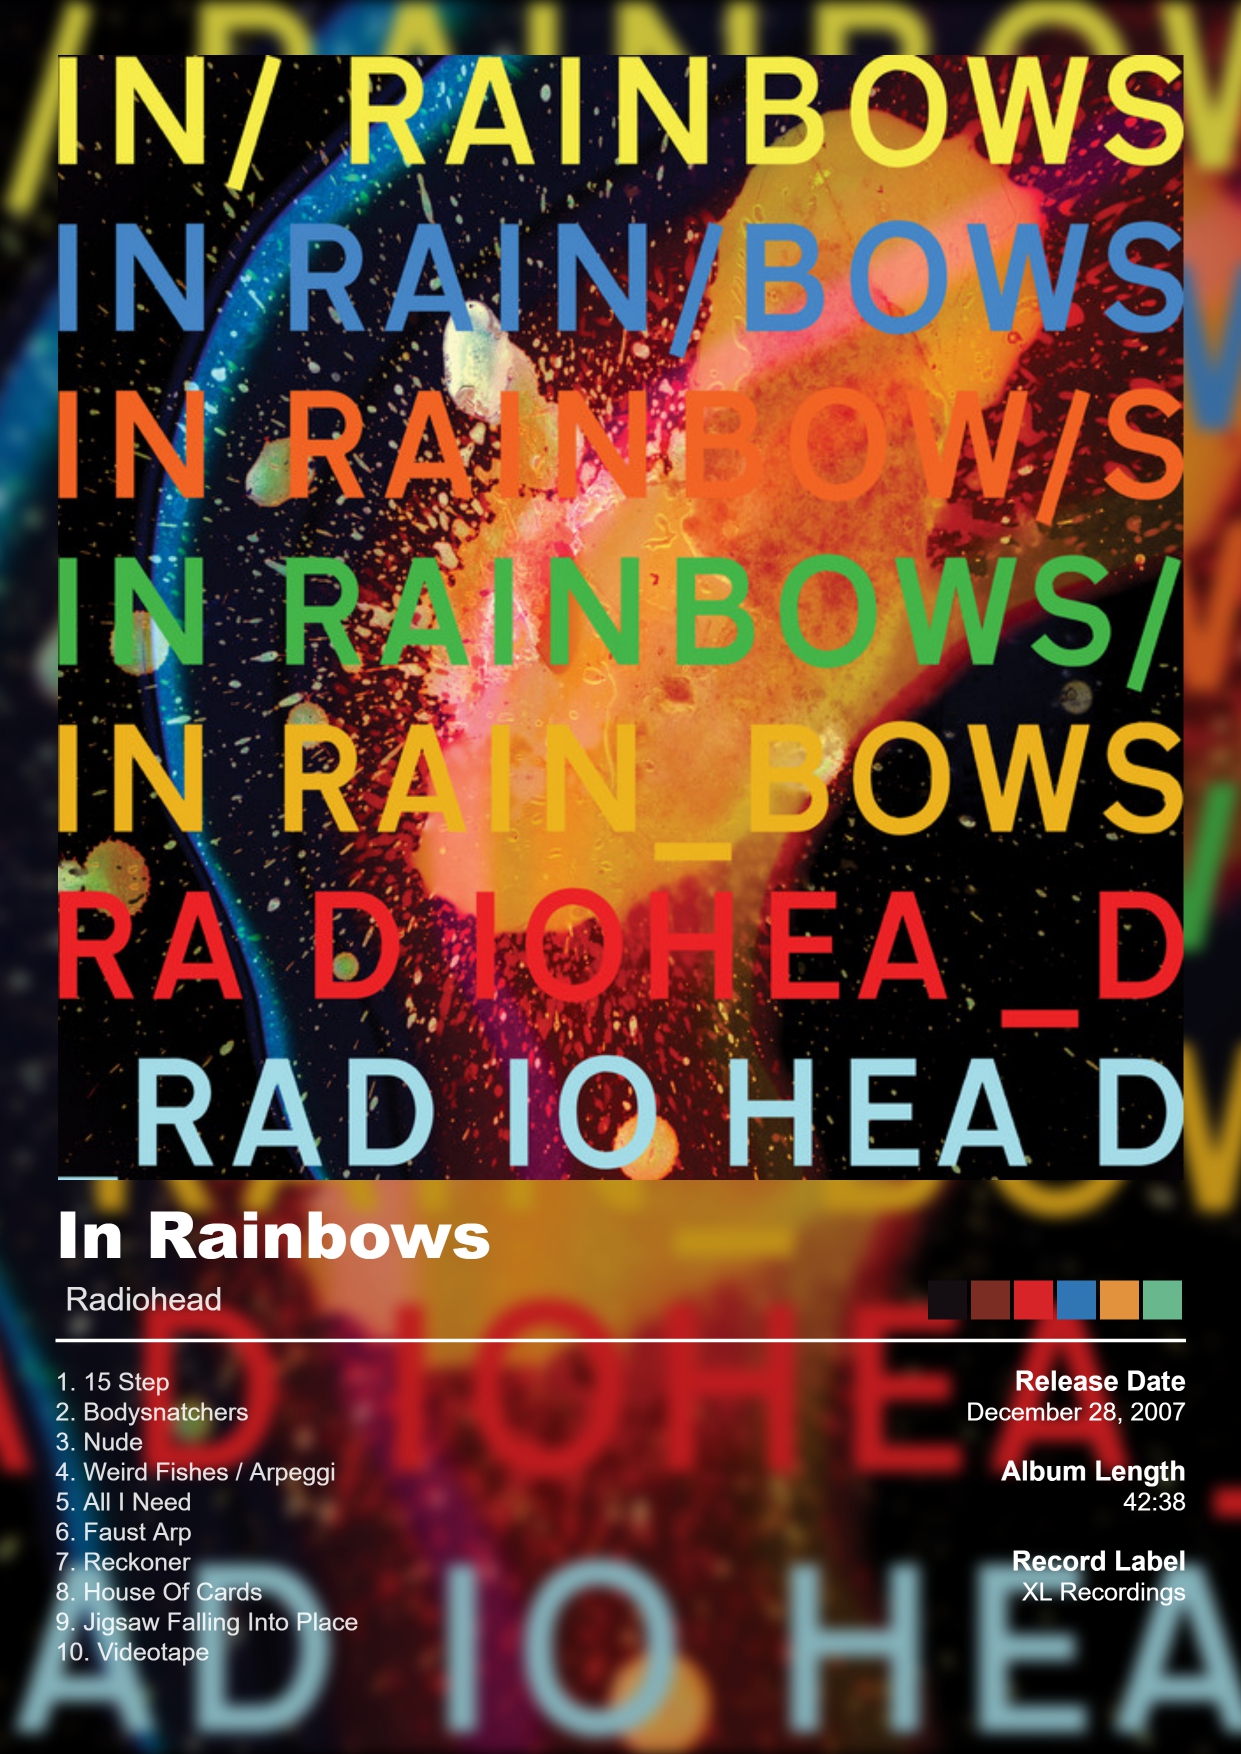 IN/ RAINBOWS
IN RAIN/BOWS
IN RAINBOW/S
IN RAINBOWS/
IN RAIN_BOWS
RA D IOHEA_D
_RAD IO HEA D
In Rainbows
Radiohead
1. 15 Step
2. Bodysnatchers
3. Nude
4. Weird Fishes / Arpeggi
5. All I Need
6. Faust Arp
7. Reckoner
8. House Of Cards
9. Jigsaw Falling Into Place
10. Videotape
Release Date
December 28, 2007
Album Length
42:38
Record Label
XL Recordings